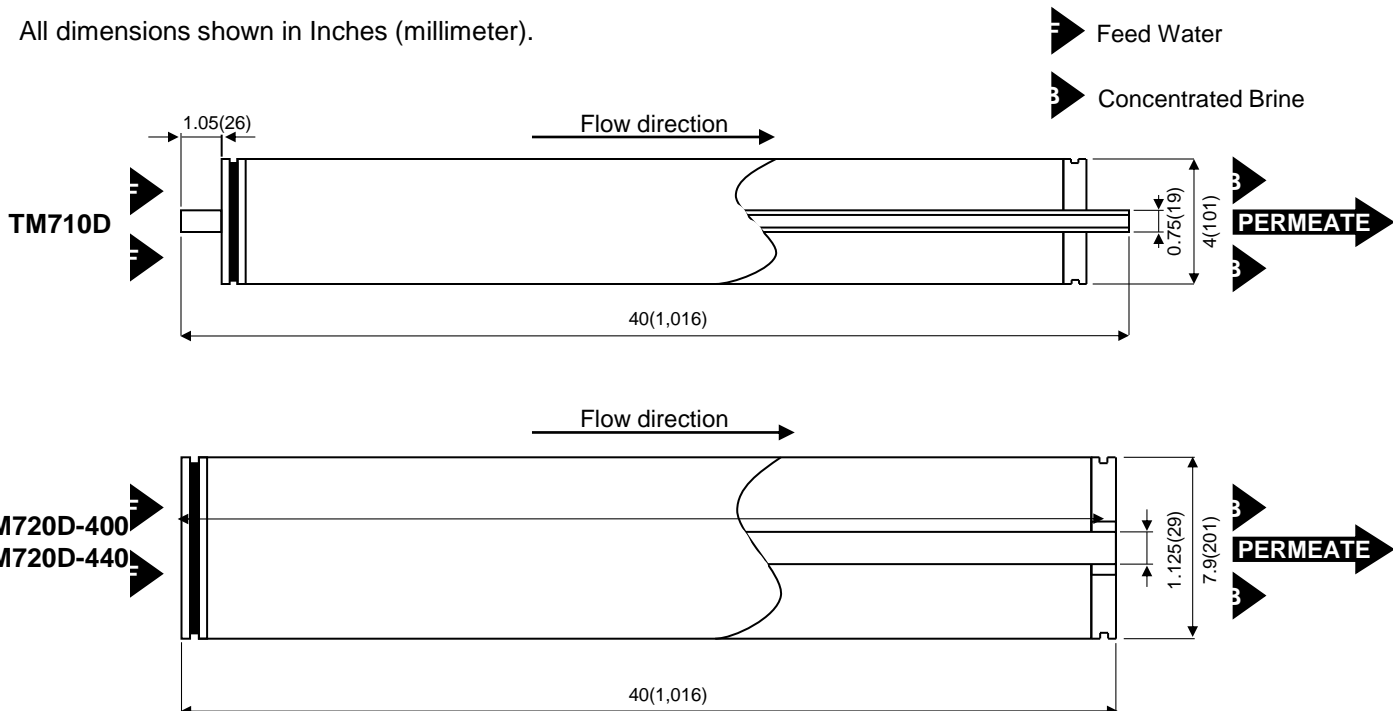 All dimensions shown in Inches (millimeter).
F Feed Water
B Concentrated Brine
1.05(26)
Flow direction
TM710D
F
F
0.75(19)
4(101)
B
PERMEATE
B
40(1,016)
Flow direction
M720D-400
M720D-440
F
F
1.125(29)
7.9(201)
B
PERMEATE
B
40(1,016)